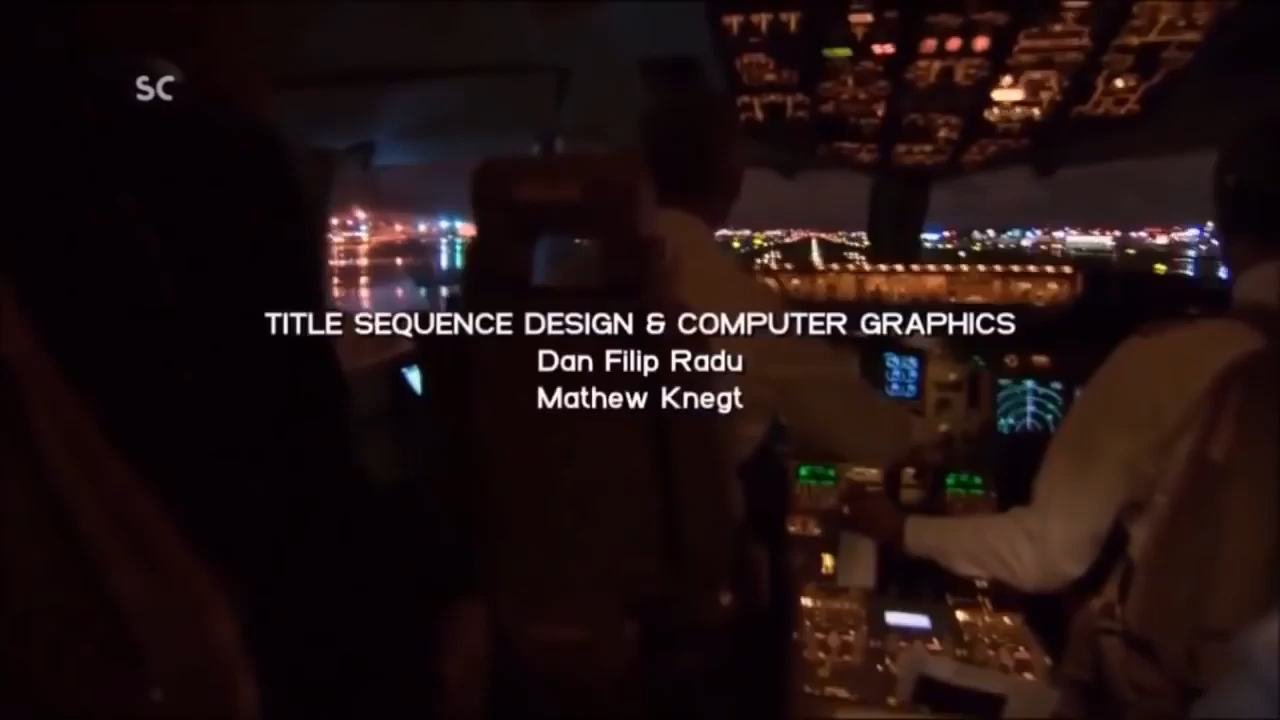 SC
TITLE SEQUENCE DESIGN & COMPUTER GRAPHICS
Dan Filip Radu
Mathew Knegt